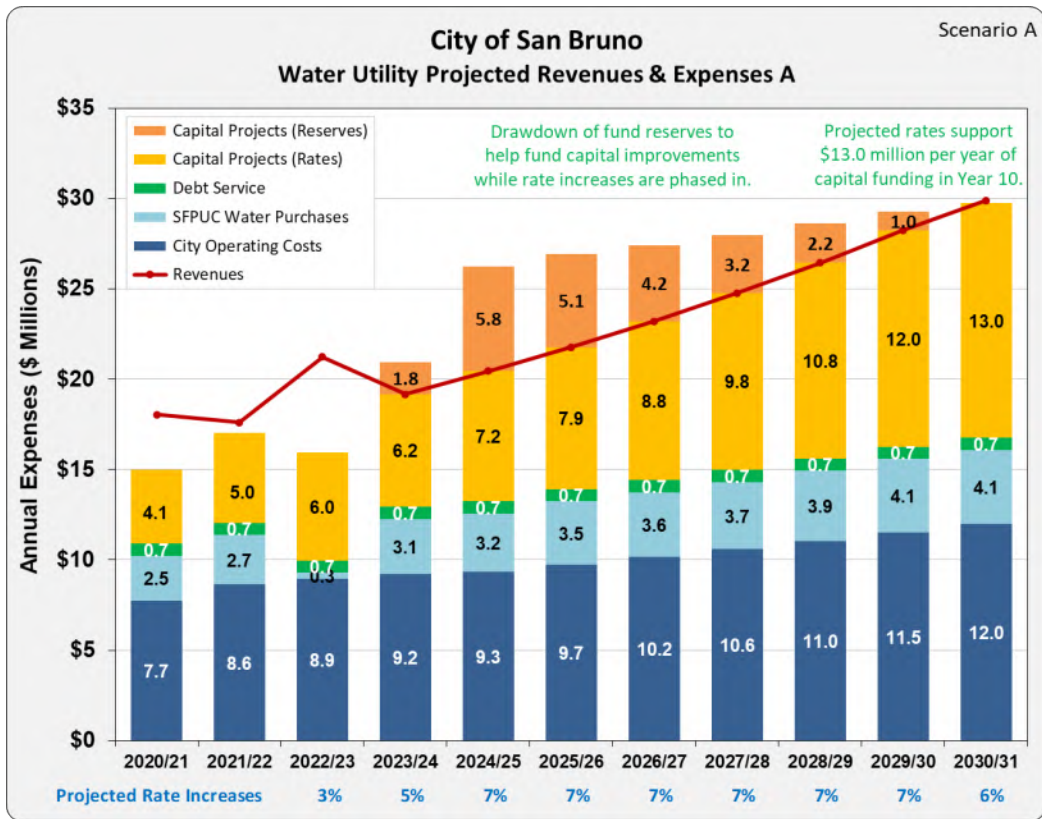 Scenario A
City of San Bruno
Water Utility Projected Revenues & Expenses A
$35
$30
$25
$20
$15
$10
$5
$0
Annual Expenses ($ Millions)
Capital Projects (Reserves)
Capital Projects (Rates)
Debt Service
SFPUC Water Purchases
City Operating Costs
Revenues
Drawdown of fund reserves to
help fund capital improvements
while rate increases are phased in.
Projected rates support
$13.0 million per year of
capital funding in Year 10.
1.8 5.8 5.1 4.2 3.2 2.2 1.0
4.1 5.0 6.0 6.2 7.2 7.9 8.8 9.8 10.8 12.0 13.0
0.7 0.7 0.7 0.7 0.7 0.7 0.7 0.7 0.7 0.7 0.7
2.5 2.7 0.3 3.1 3.2 3.5 3.6 3.7 3.9 4.1 4.1
7.7 8.6 8.9 9.2 9.3 9.7 10.2 10.6 11.0 11.5 12.0
2020/21 2021/22 2022/23 2023/24 2024/25 2025/26 2026/27 2027/28 2028/29 2029/30 2030/31
Projected Rate Increases 3% 5% 7% 7% 7% 7% 7% 7% 6%